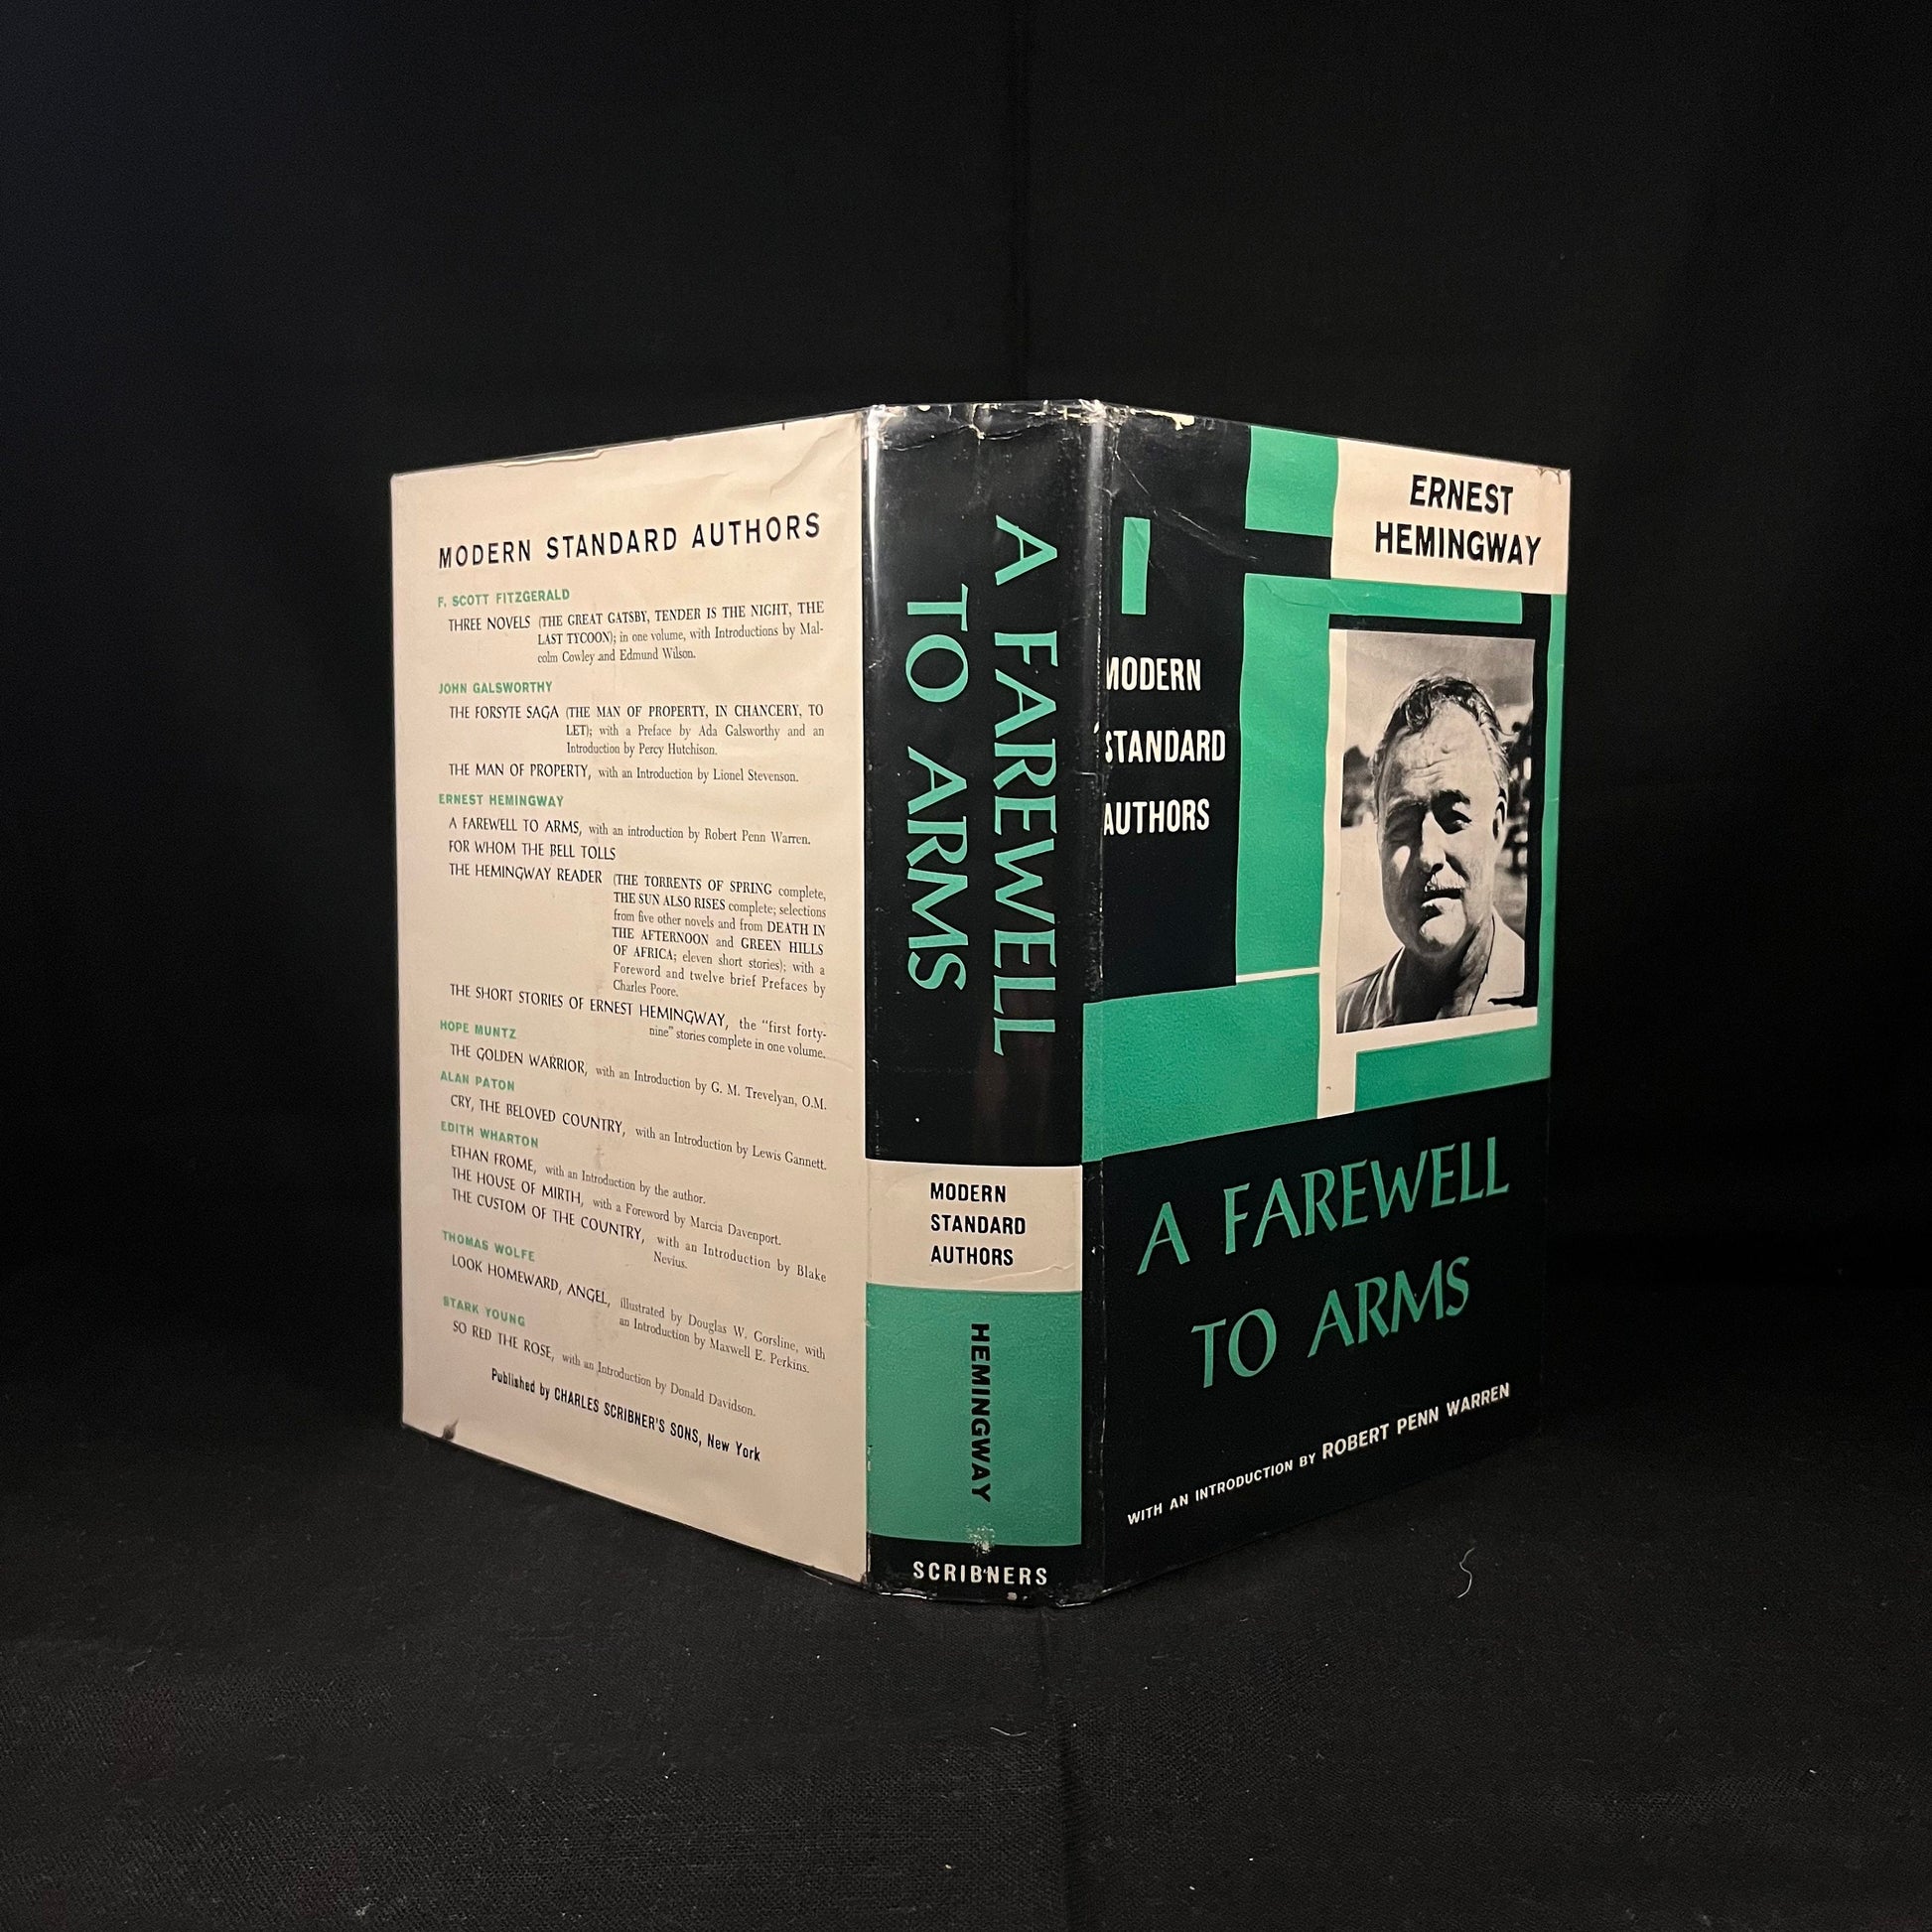 MODERN STANDARD AUTHORS
F. SCOTT FITZGERALD
THREE NOVELS (THE GREAT GATSBY, TENDER IS THE NIGHT, THE
LAST TYCOON); in one volume, with Introductions by Mal-
colm Cowley and Edmund Wilson.
JOHN GALSWORTHY
THE FORSYTE SAGA (THE MAN OF PROPERTY, IN CHANCERY, TO
LET); with a Preface by Ada Galsworthy and an
Introduction by Percy Hutchison.
THE MAN OF PROPERTY, with an Introduction by Lionel Stevenson.
ERNEST HEMINGWAY
A FAREWELL TO ARMS, with an introduction by Robert Penn Warren.
FOR WHOM THE BELL TOLLS
THE HEMINGWAY READER (THE TORRENTS OF SPRING complete,
THE SUN ALSO RISES complete; selections
from five other novels and from DEATH IN
THE AFTERNOON and GREEN HILLS
OF AFRICA; eleven short stories); with a
Foreword and twelve brief Prefaces by
Charles Poore.
THE SHORT STORIES OF ERNEST HEMINGWAY, the "first forty-
nine" stories complete in one volume.
HOPE MUNTZ
THE GOLDEN WARRIOR, with an Introduction by G. M. Trevelyan, O.M.
ALAN PATON
CRY, THE BELOVED COUNTRY, with an Introduction by Lewis Gannett.
EDITH WHARTON
ETHAN FROME, with an Introduction by the author.
THE HOUSE OF MIRTH, with a Foreword by Marcia Davenport.
THE CUSTOM OF THE COUNTRY, with an Introduction by Blake
Nevius.
THOMAS WOLFE
LOOK HOMEWARD, ANGEL, illustrated by Douglas W. Gorsline, with
an Introduction by Maxwell E. Perkins.
STARK YOUNG
SO RED THE ROSE, with an Introduction by Donald Davidson.
Published by CHARLES SCRIBNER'S SONS, New York
A FAREWELL
TO ARMS
MODERN
STANDARD
AUTHORS
HEMINGWAY
SCRIBNERS
ERNEST
HEMINGWAY
MODERN
STANDARD
AUTHORS
A FAREWELL
TO ARMS
WITH AN INTRODUCTION BY ROBERT PENN WARREN